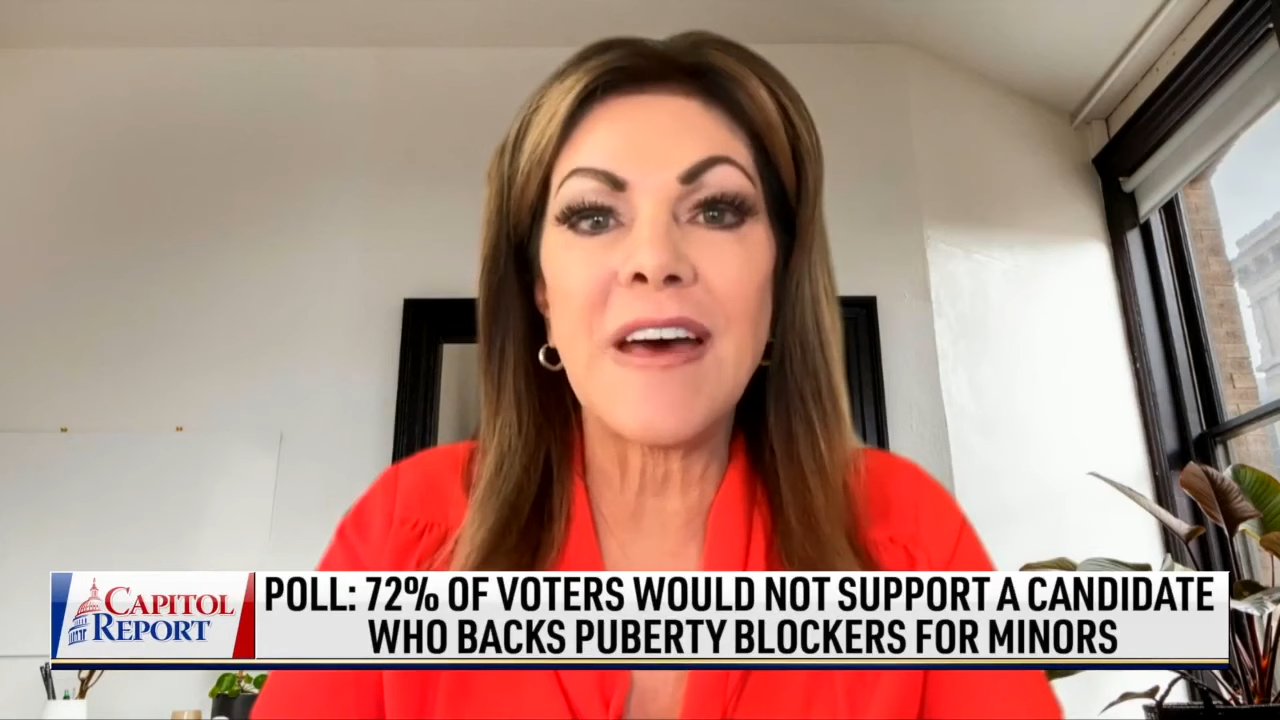 CAPITOL
REPORT
POLL: 72% OF VOTERS WOULD NOT SUPPORT A CANDIDATE
WHO BACKS PUBERTY BLOCKERS FOR MINORS